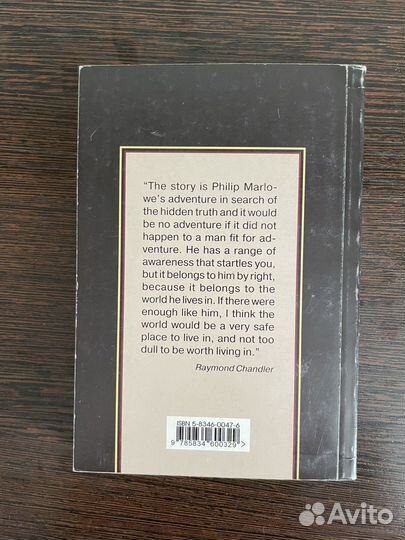 "The story is Philip Marlo-
we's adventure in search of
the hidden truth and it would
be no adventure if it did not
happen to a man fit for ad-
venture. He has a range of
awareness that startles you,
but it belongs to him by right,
because it belongs to the
world he lives in. If there were
enough like him, I think the
world would be a very safe
place to live in, and not too
dull to be worth living in."
Raymond Chandler
ISBN 5-8346-0047-6
9 785834 600329 >
Avito